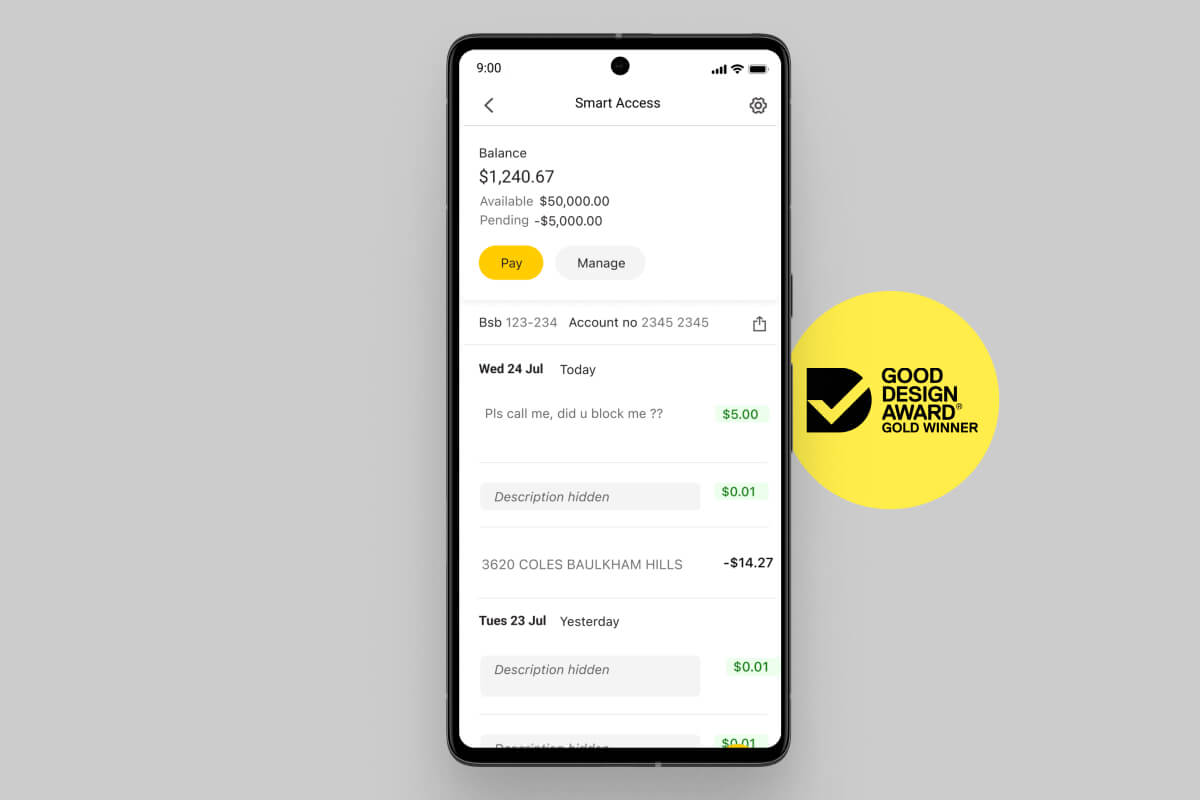 9:00
Smart Access
Balance
$1,240.67
Available $50,000.00
Pending -$5,000.00
Pay Manage
Bsb 123-234 Account no 2345 2345
Wed 24 Jul Today
Pls call me, did u block me ?? $5.00
Description hidden $0.01
3620 COLES BAULKHAM HILLS -$14.27
Tues 23 Jul Yesterday
Description hidden $0.01
Description hidden $0.01
GOOD
DESIGN
AWARD®
GOLD WINNER